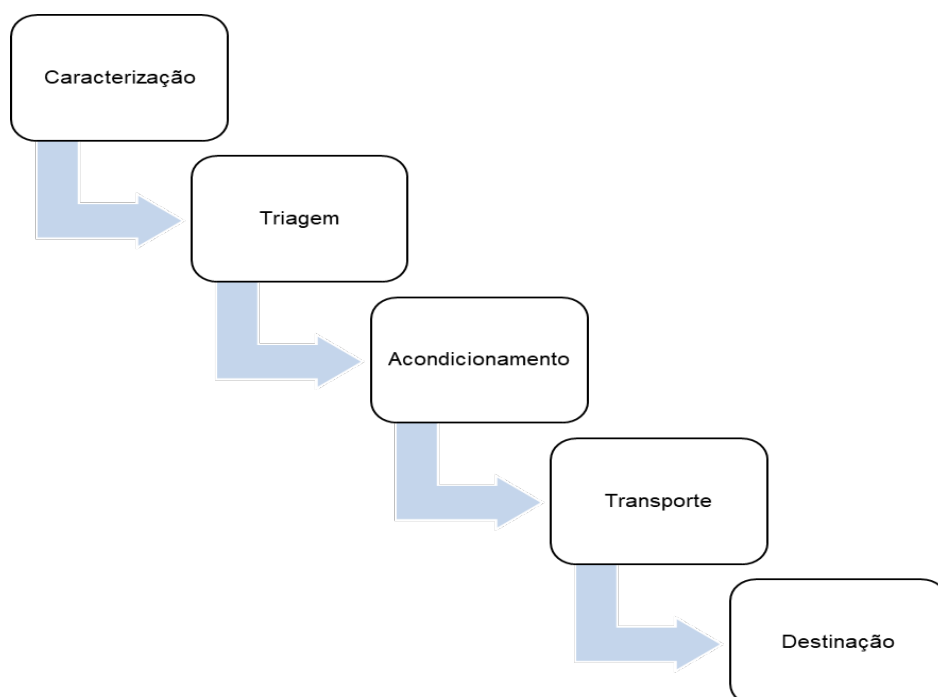 Caracterização
Triagem
Acondicionamento
Transporte
Destinação